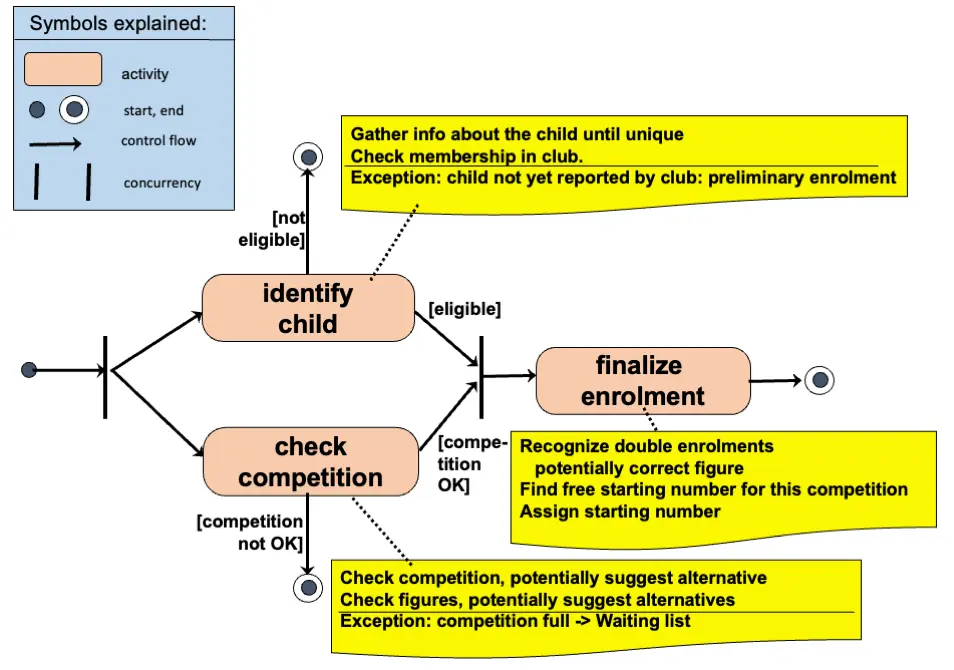 Symbols explained:
activity
start, end
control flow
concurrency
Gather info about the child until unique
Check membership in club.
Exception: child not yet reported by club: preliminary enrolment
[not
eligible]
identify
child
[eligible]
finalize
enrolment
check
competition
[compe-
tition
OK]
Recognize double enrolments
potentially correct figure
Find free starting number for this competition
Assign starting number
[competition
not OK]
Check competition, potentially suggest alternative
Check figures, potentially suggest alternatives
Exception: competition full -> Waiting list